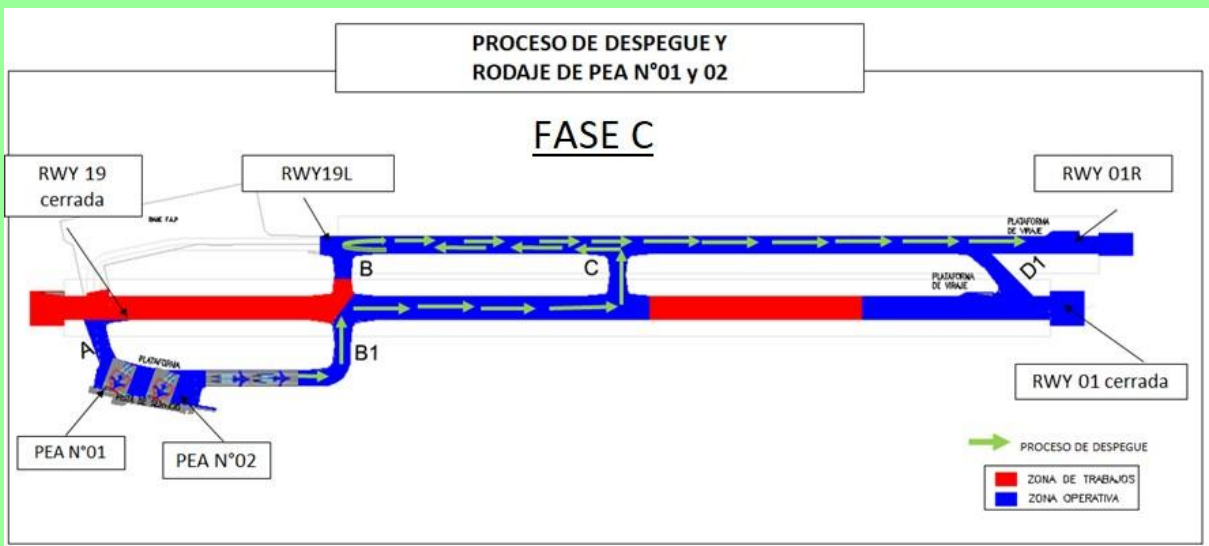 PROCESO DE DESPEGUE Y
RODAJE DE PEA N°01 y 02
FASE C
RWY 19
cerrada
RWY19L
RWY 01R
BASE F.A.P
PLATAFORMA
DE VIRAJE
B
C
D1
PLATAFORMA
DE VIRAJE
A
B1
PLATAFORMA
RWY 01 cerrada
PEA N°01
PEA N°02
PROCESO DE DESPEGUE
ZONA DE TRABAJOS
ZONA OPERATIVA